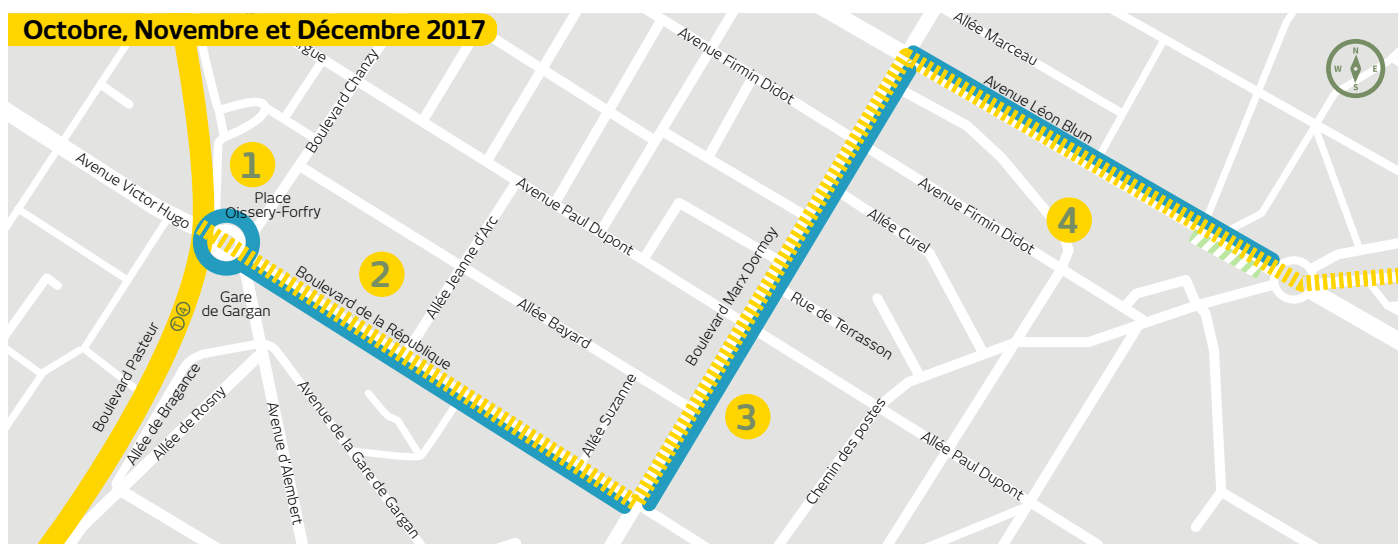 Octobre, Novembre et Décembre 2017
Allée Marceau
Avenue Firmin Didot
Boulevard Chanzy
N
W E
S
Avenue Léon Blum
1
Avenue Victor Hugo
Place
Oissery-Forfry
Avenue Paul Dupont
Allée Jeanne d'Arc
Allée Curel
Avenue Firmin Didot
4
2
Boulevard de la République
Gare
de Gargan
T4
Allée Bayard
Boulevard Marx Dormoy
Rue de Terrasson
Boulevard Pasteur
Allée de Bragance
Allée de Rosny
Avenue d'Alembert
Avenue de la Gare de Gargan
Allée Suzanne
3
Chemin des postes
Allée Paul Dupont